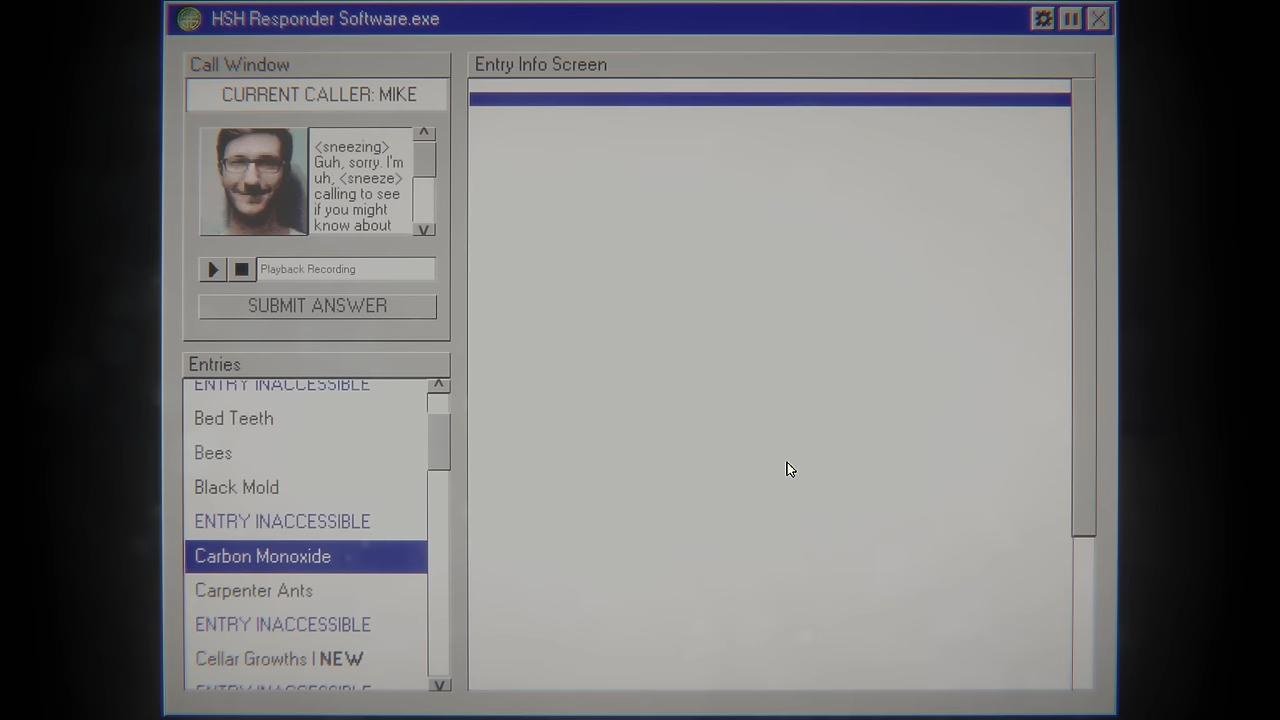 HSH Responder Software.exe
Call Window
CURRENT CALLER: MIKE
<sneezing>
Guh, sorry. I'm
uh, <sneeze>
calling to see
if you might
know about
Playback Recording
SUBMIT ANSWER
Entries
ENTRY INACCESSIBLE
Bed Teeth
Bees
Black Mold
ENTRY INACCESSIBLE
Carbon Monoxide
Carpenter Ants
ENTRY INACCESSIBLE
Cellar Growths | NEW
ENTRY INACCESSIBLE
Entry Info Screen